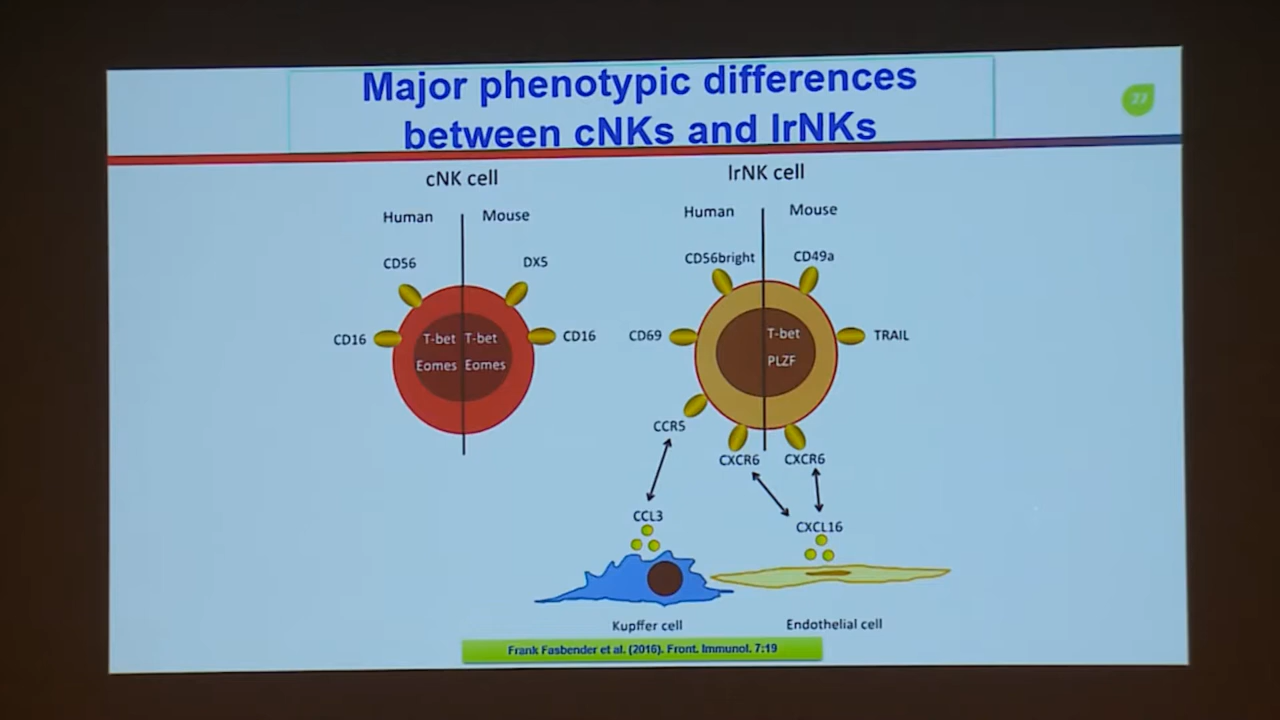 Major phenotypic differences
between cNKs and lrNKs
27
cNK cell
lrNK cell
Human
Mouse
Human
Mouse
CD56
DX5
CD56bright
CD49a
CD16
T-bet
T-bet
CD16
CD69
T-bet
TRAIL
Eomes
Eomes
PLZF
CCR5
CXCR6
CXCR6
CCL3
CXCL16
Kupffer cell
Endothelial cell
Frank Fasbender et al. (2016). Front. Immunol. 7:19